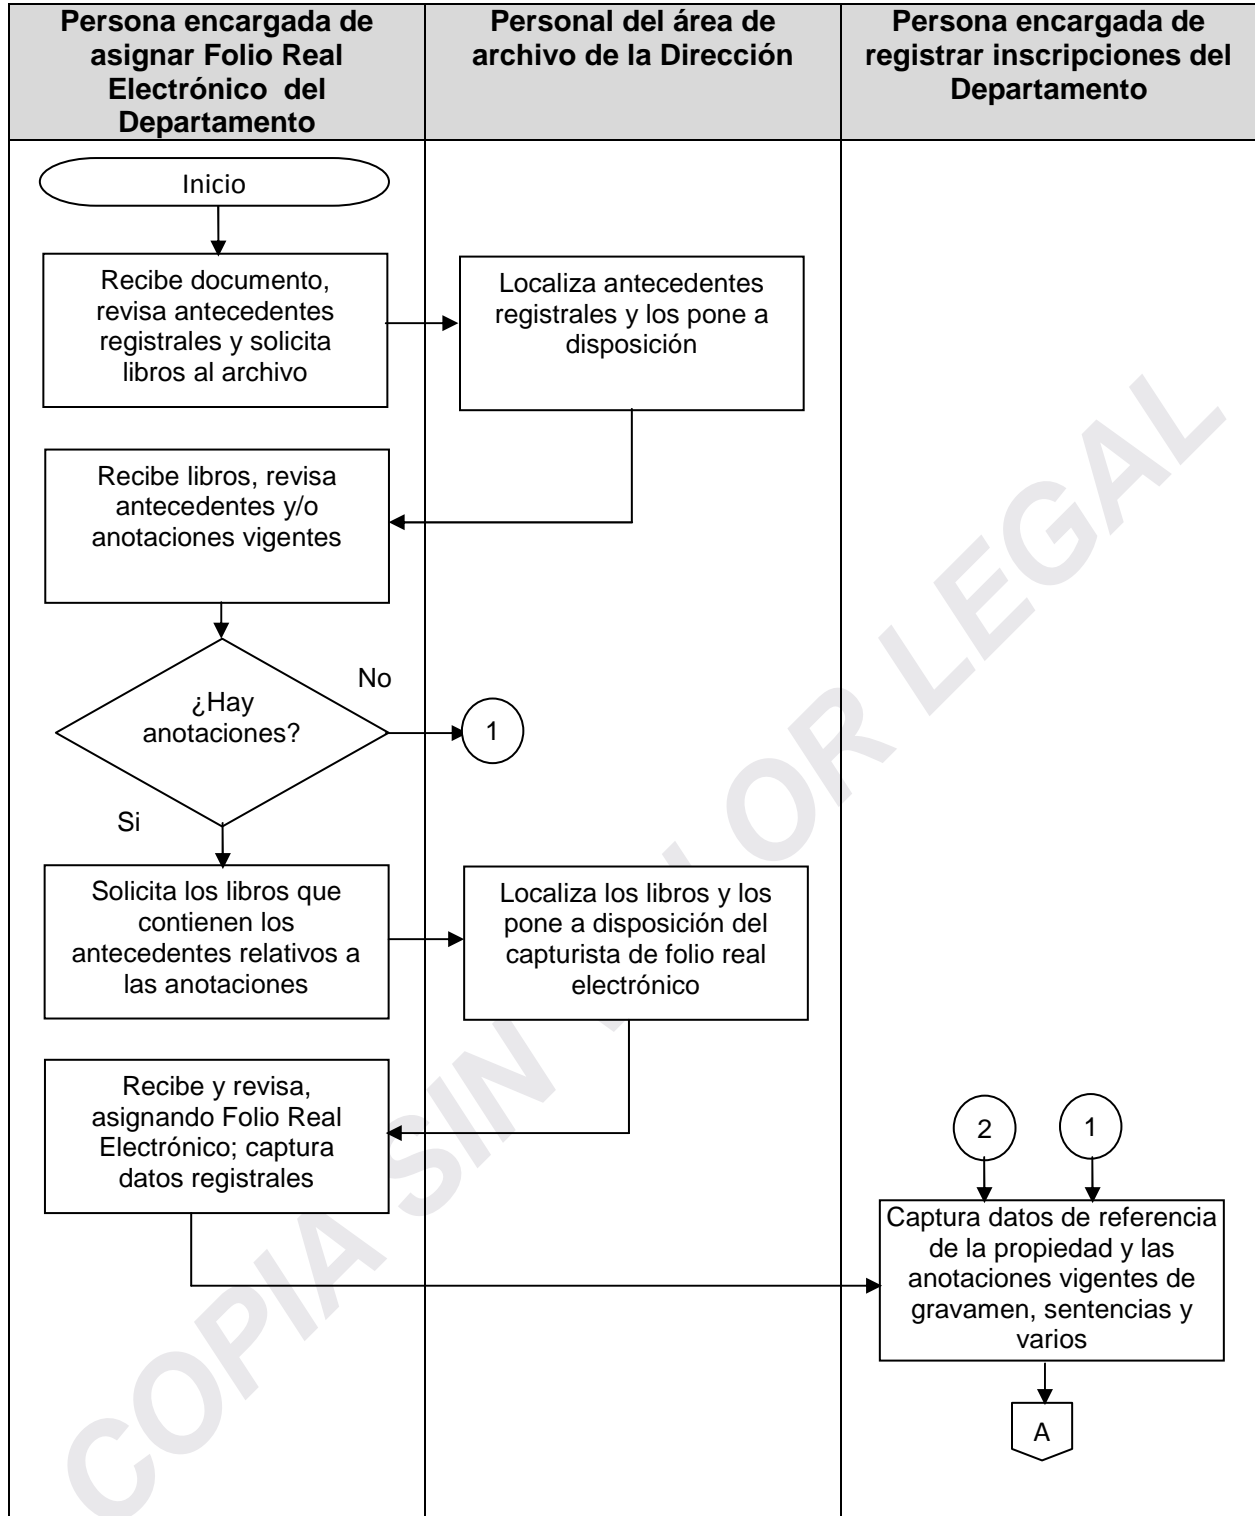 Persona encargada de
asignar Folio Real
Electrónico del
Departamento
Personal del área de
archivo de la Dirección
Persona encargada de
registrar inscripciones del
Departamento
Inicio
Recibe documento,
revisa antecedentes
registrales y solicita
libros al archivo
Localiza antecedentes
registrales y los pone a
disposición
Recibe libros, revisa
antecedentes y/o
anotaciones vigentes
¿Hay
anotaciones?
No
1
Si
Solicita los libros que
contienen los
antecedentes relativos a
las anotaciones
Localiza los libros y los
pone a disposición del
capturista de folio real
electrónico
Recibe y revisa,
asignando Folio Real
Electrónico; captura
datos registrales
2
1
Captura datos de referencia
de la propiedad y las
anotaciones vigentes de
gravamen, sentencias y
varios
A
COPIA SIN VALOR LEGAL